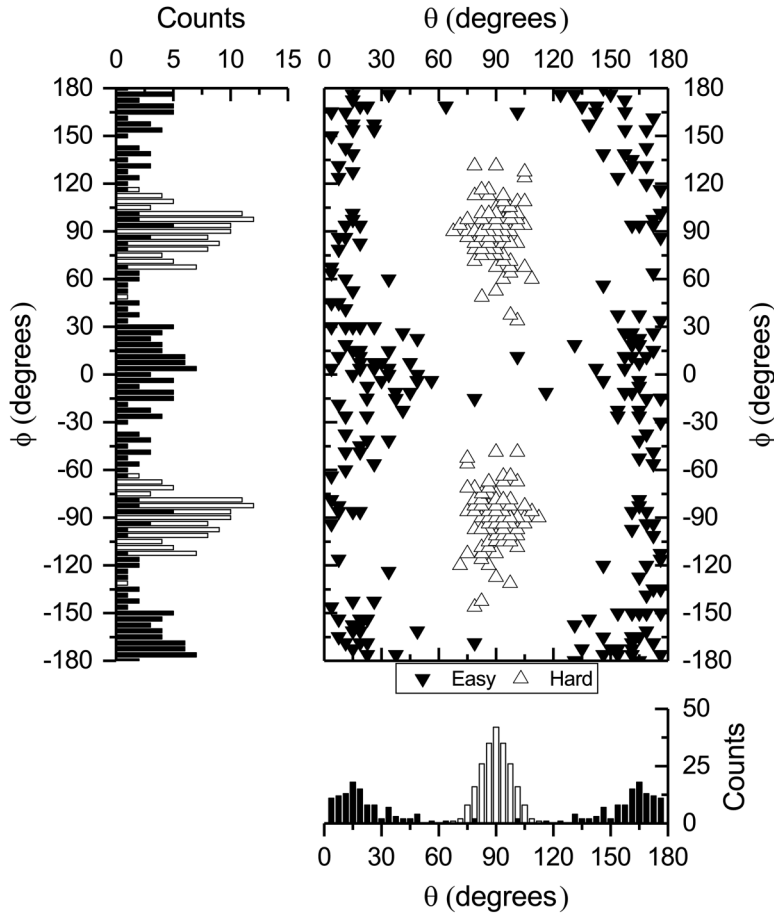 Counts
θ (degrees)
0 5 10 15
0 30 60 90 120 150 180
180 180
150 150
120 120
90 90
60 60
30 30
0 0
-30 -30
-60 -60
-90 -90
-120 -120
-150 -150
-180 -180
ϕ (degrees)
ϕ (degrees)
Easy Hard
50
25
0
Counts
0 30 60 90 120 150 180
θ (degrees)